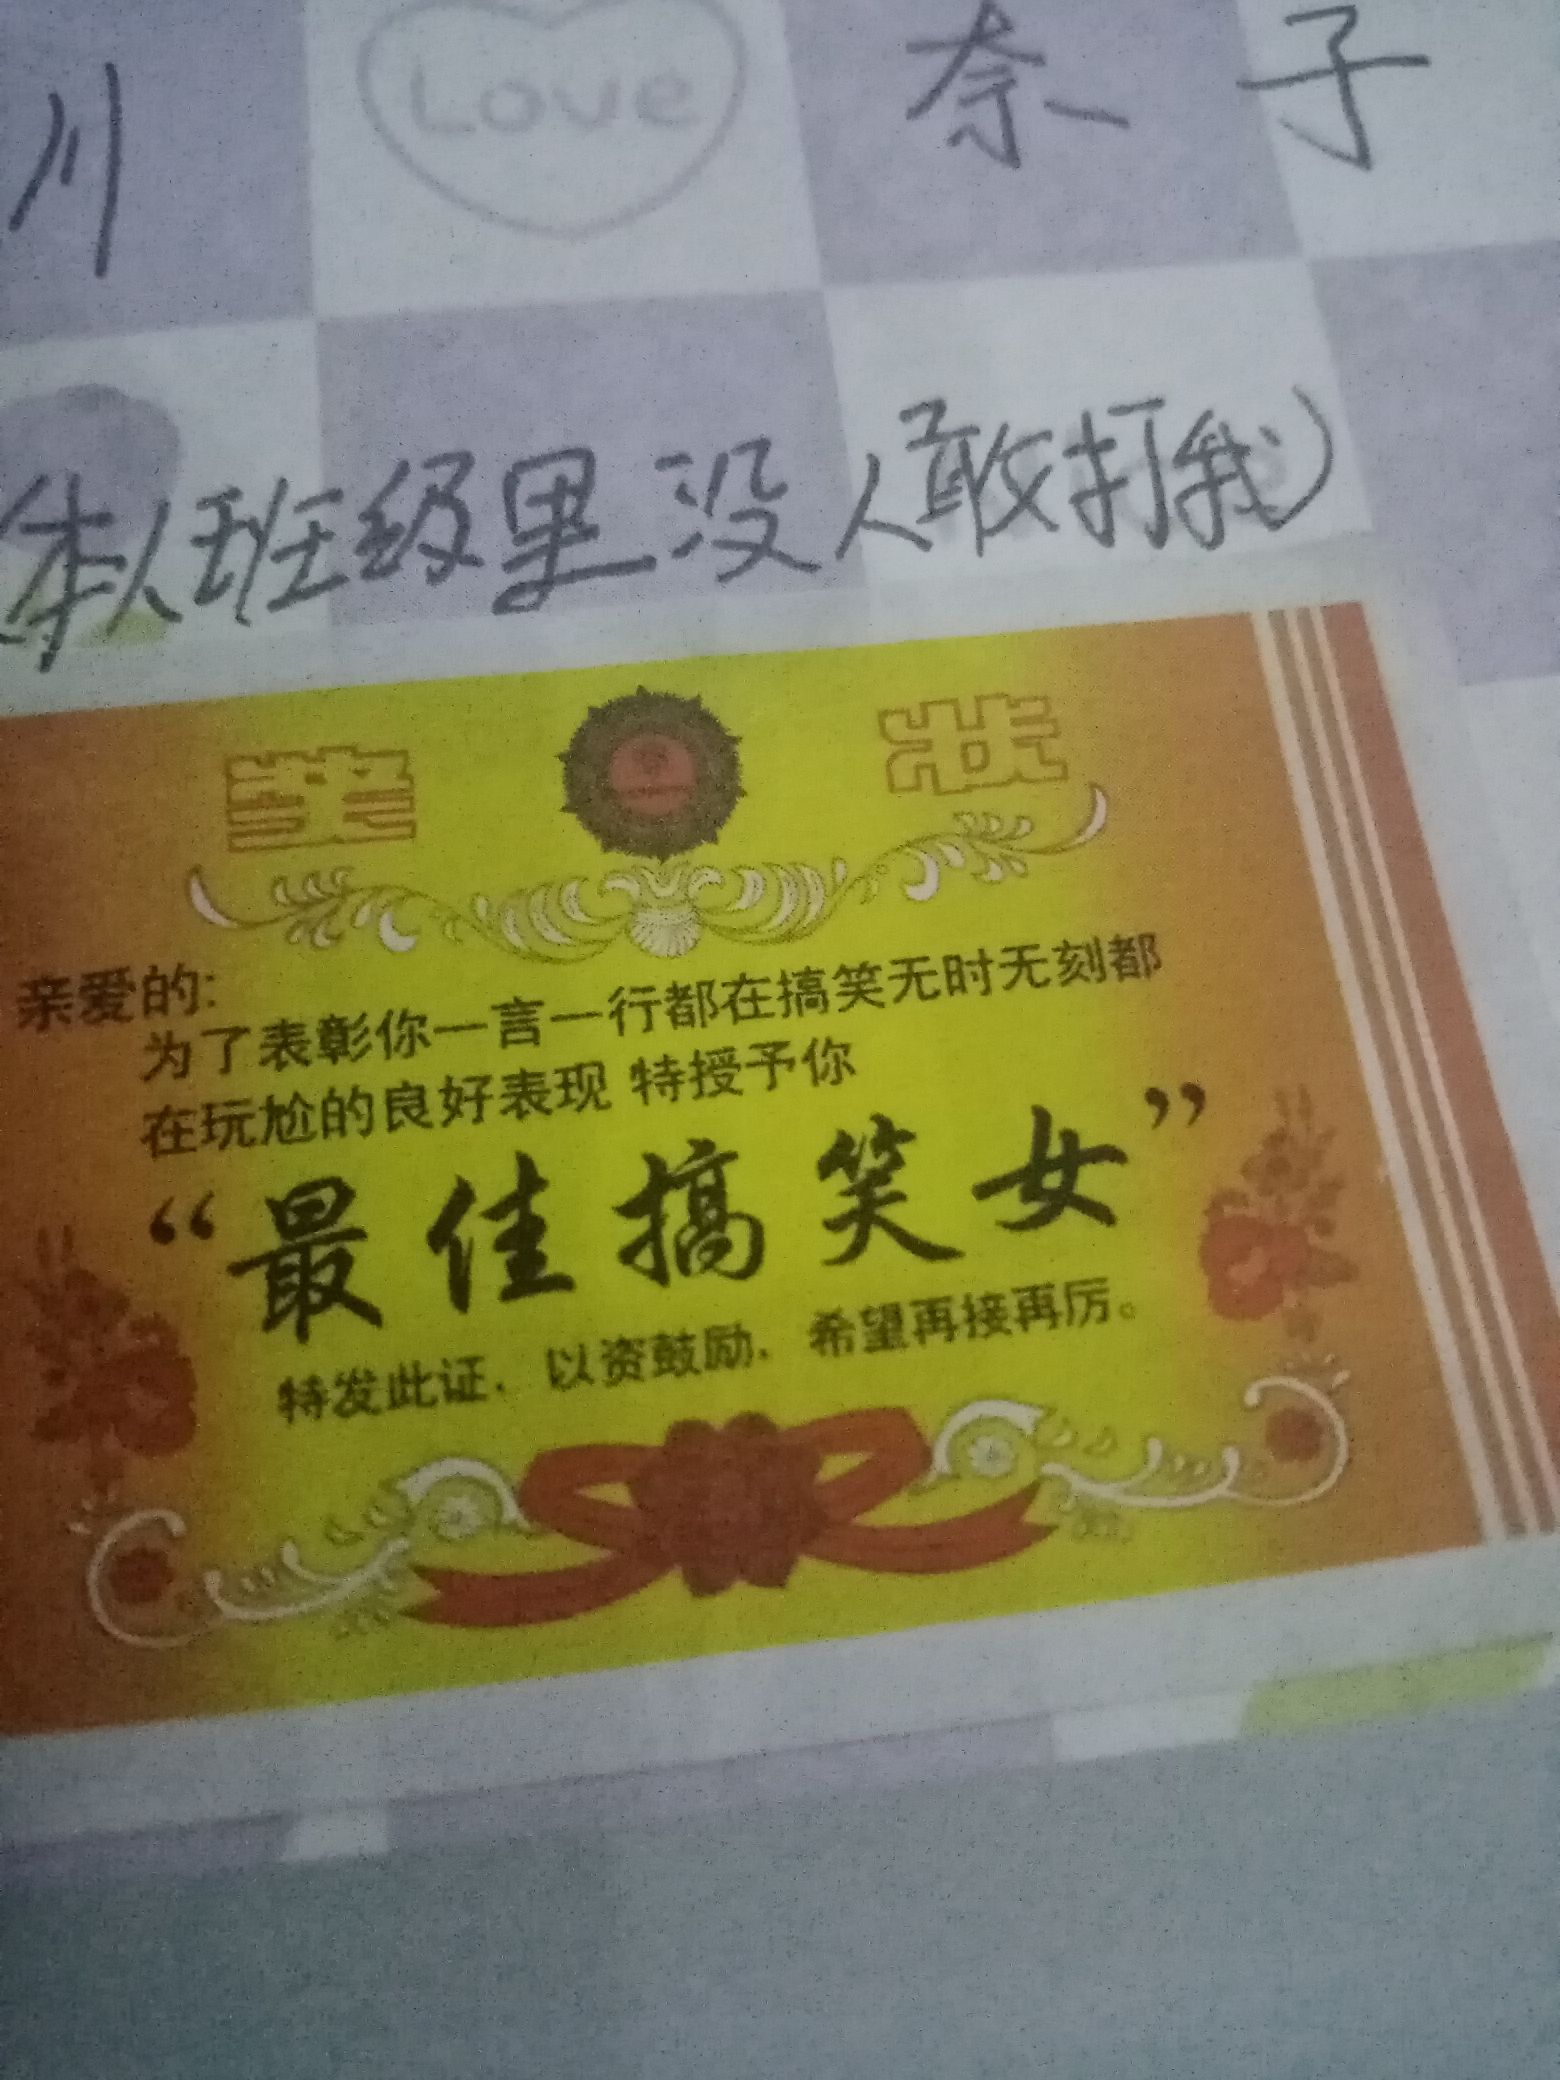 川 Love 奈子
(本人班级里没人敢打我)
奖状
亲爱的:
为了表彰你一言一行都在搞笑无时无刻都
在玩尬的良好表现 特授予你
“最佳搞笑女”
特发此证，以资鼓励，希望再接再厉。